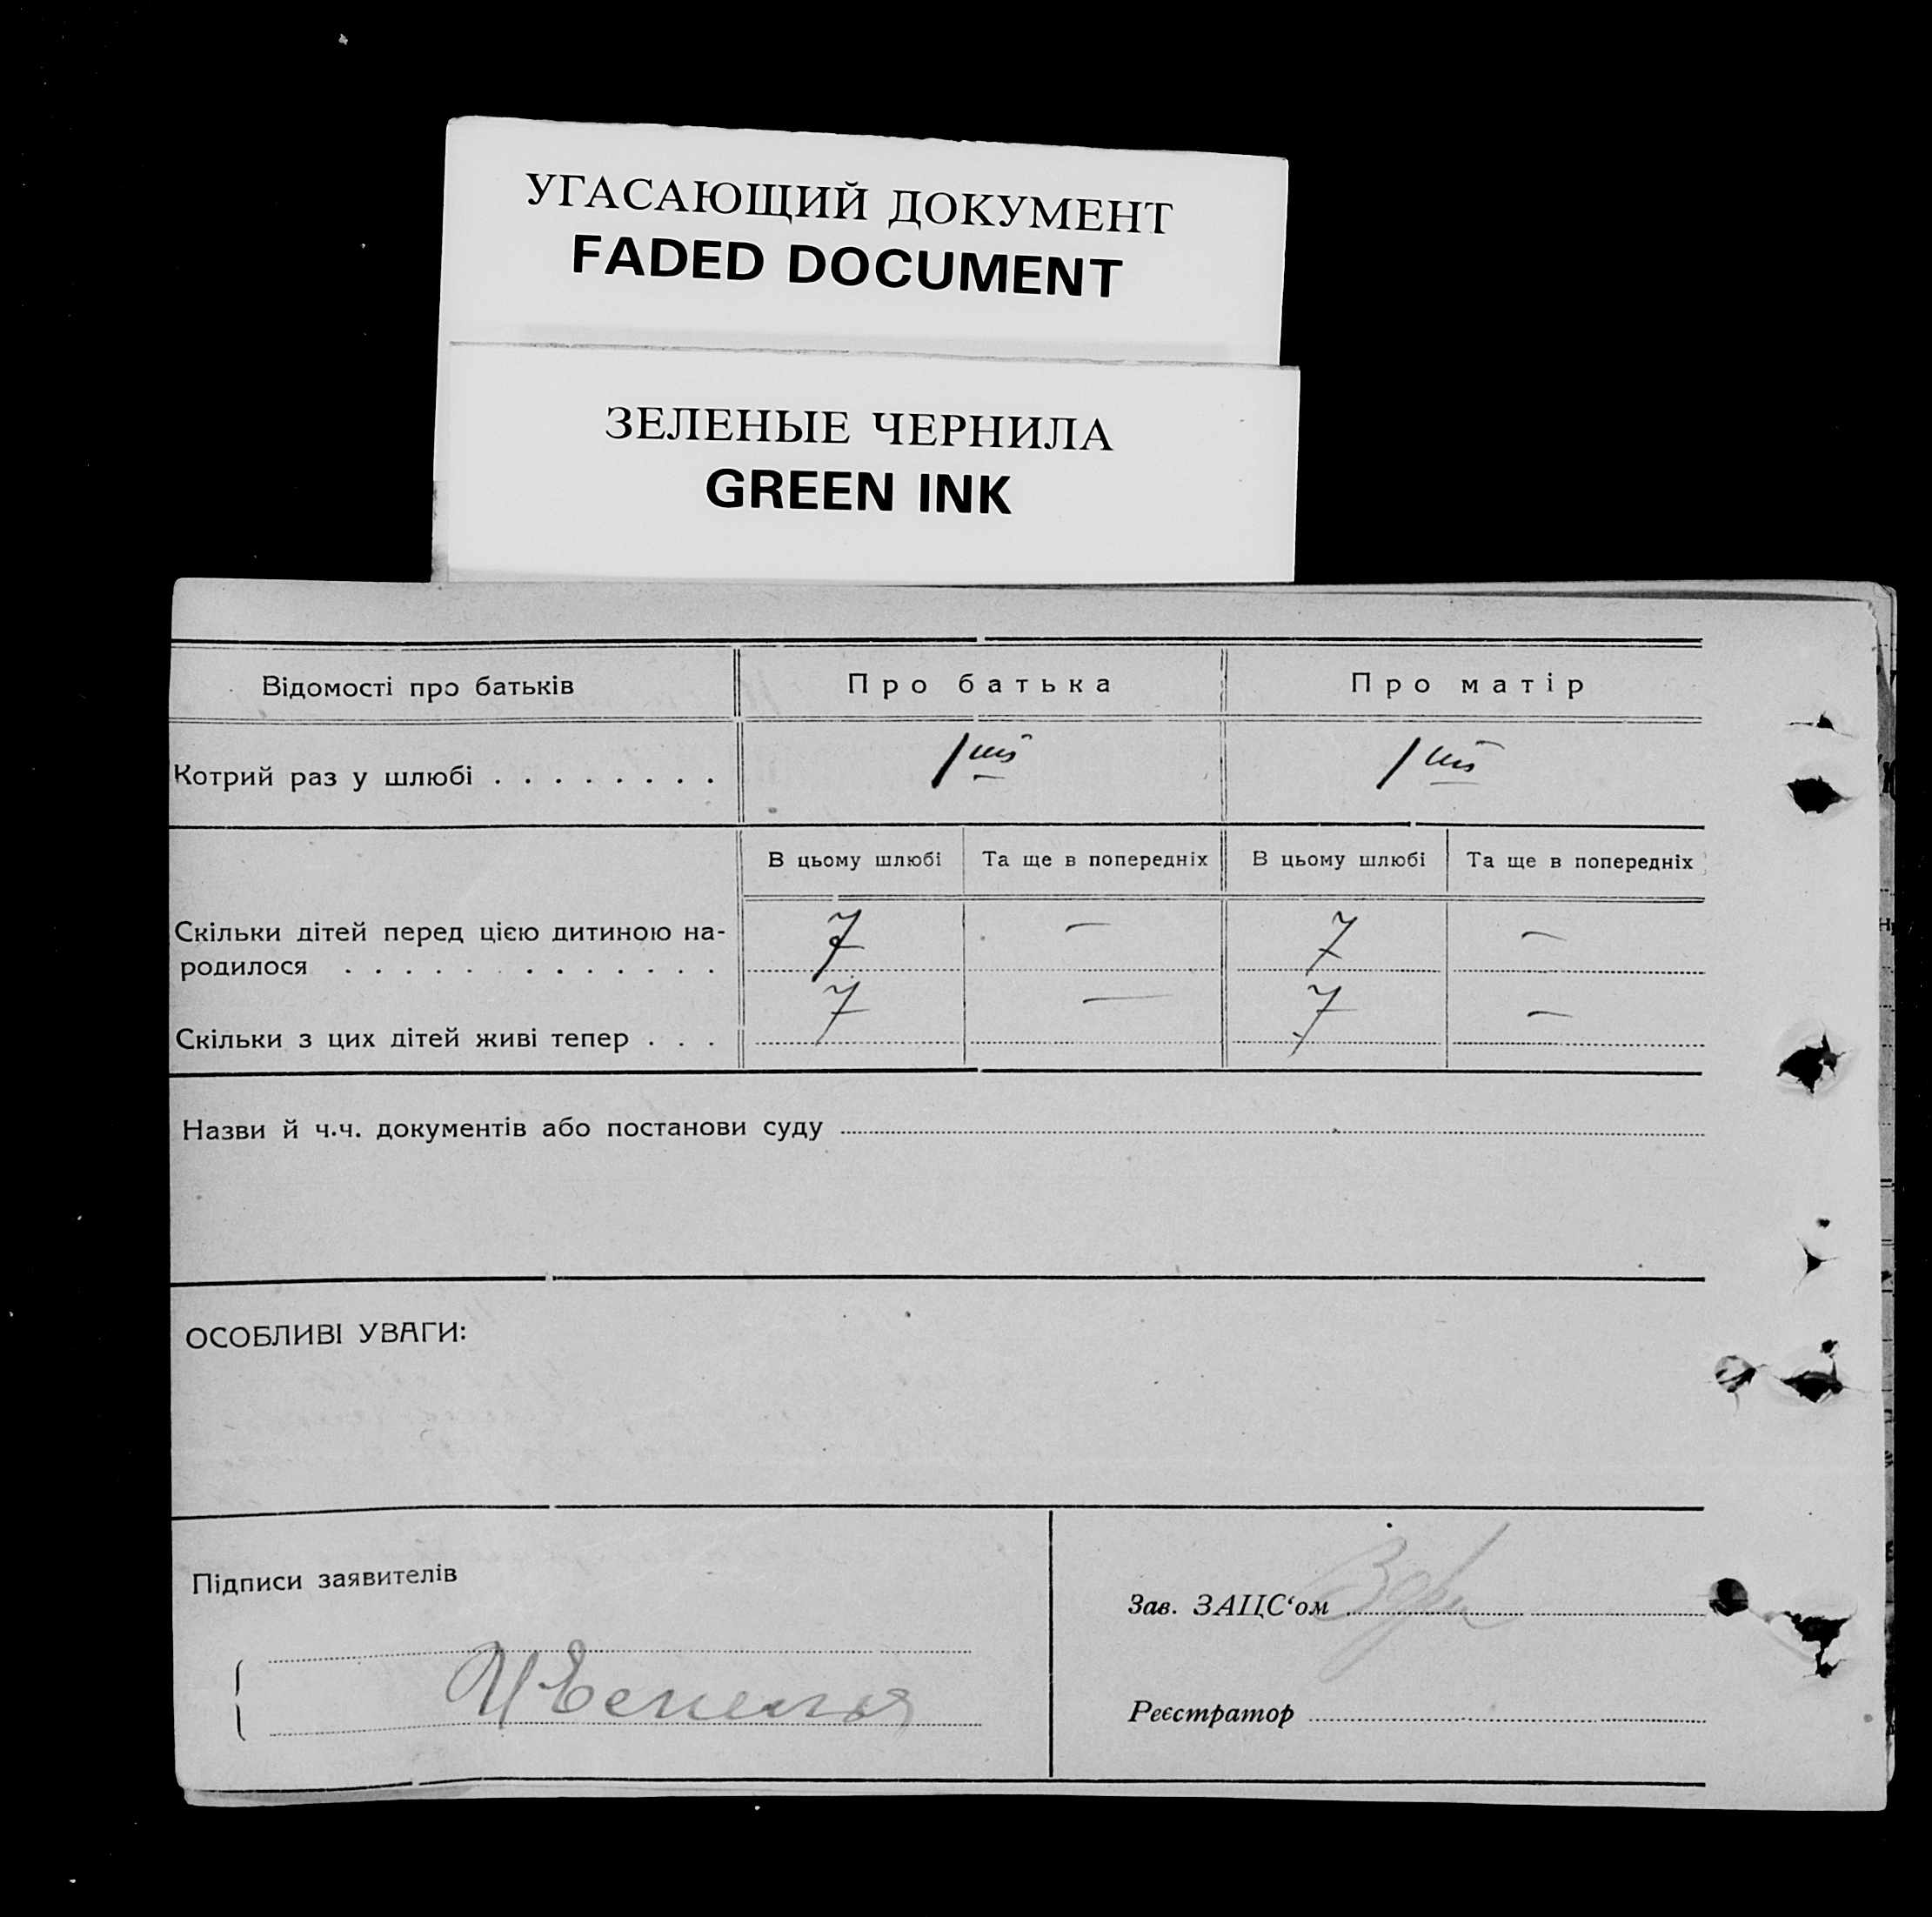 УГАСАЮЩИЙ ДОКУМЕНТ
FADED DOCUMENT
ЗЕЛЕНЫЕ ЧЕРНИЛА
GREEN INK
Відомості про батьків Про батька Про матір
Котрий раз у шлюбі . . . . . . . . 1ший 1ший
В цьому шлюбі Та ще в попередніх В цьому шлюбі Та ще в попередніх
Скільки дітей перед цією дитиною на-
родилося . . . . . . . . . . . . . 7 — 7 —
Скільки з цих дітей живі тепер . . . 7 — 7 —
Назви й ч.ч. документів або постанови суду
ОСОБЛИВІ УВАГИ:
Підписи заявителів
Зав. ЗАЦС‘ом
Реєстратор